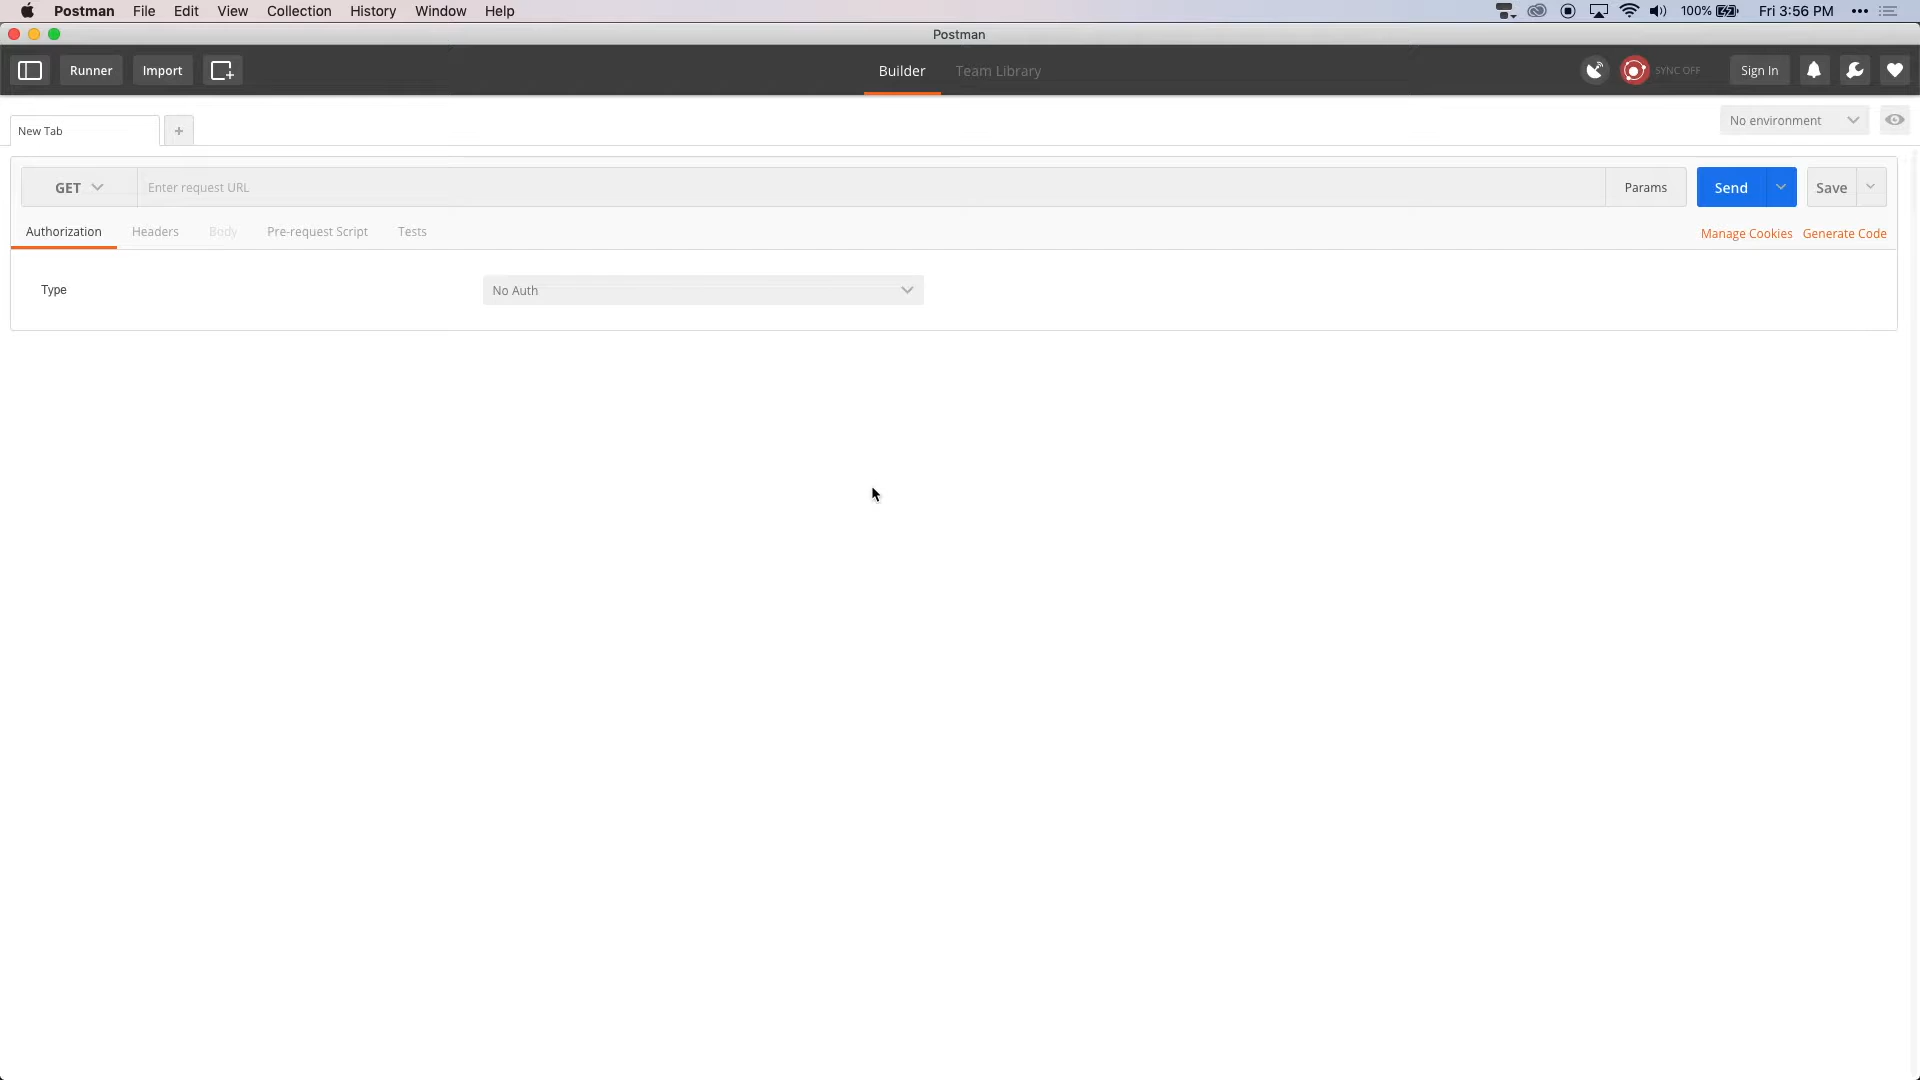 Postman File Edit View Collection History Window Help 100% Fri 3:56 PM
Postman
Runner Import Builder Team Library SYNC OFF Sign In
New Tab + No environment
GET Enter request URL Params Send Save
Authorization Headers Body Pre-request Script Tests Manage Cookies Generate Code
Type No Auth